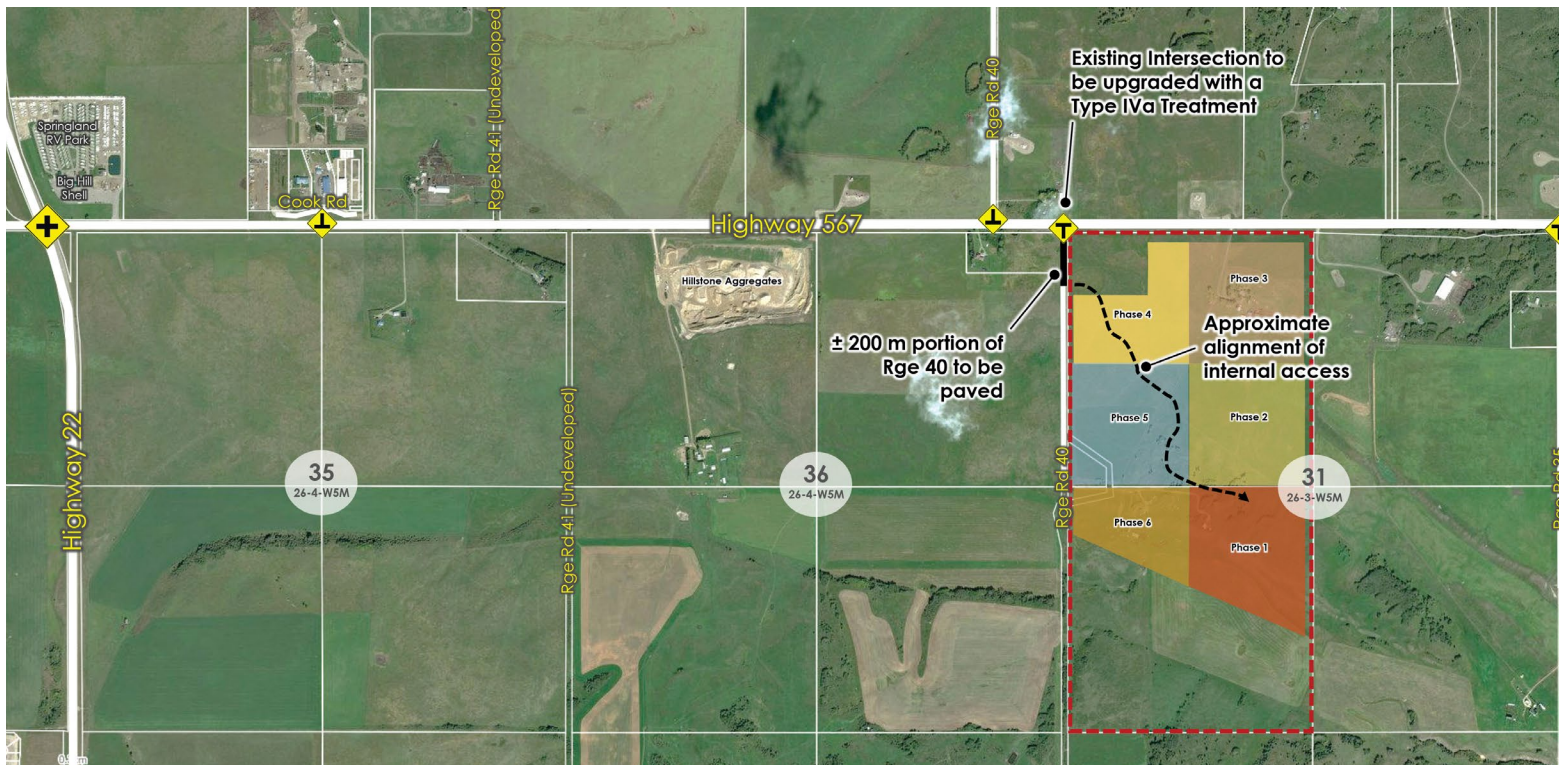 Existing Intersection to
be upgraded with a
Type IVa Treatment
Rge Rd 40
Rge Rd 41 (Undeveloped)
Springland
RV Park
Big Hill
Shell
Cook Rd
Highway 567
Phase 3
Hillstone Aggregates
Phase 4
Approximate
alignment of
internal access
± 200 m portion of
Rge 40 to be
paved
Phase 5
Phase 2
Highway 22
Rge Rd 41 (Undeveloped)
35
26-4-W5M
36
26-4-W5M
Rge Rd 40
31
26-3-W5M
Phase 6
Phase 1